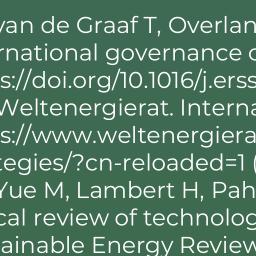 van de Graaf T, Overlan
rnational governance o
s://doi.org/10.1016/j.erss
Weltenergierat. Interna
s://www.weltenergiera
tegies/?cn-reloaded=1 (
Yue M, Lambert H, Pah
cal review of technolog
ainable Energy Review